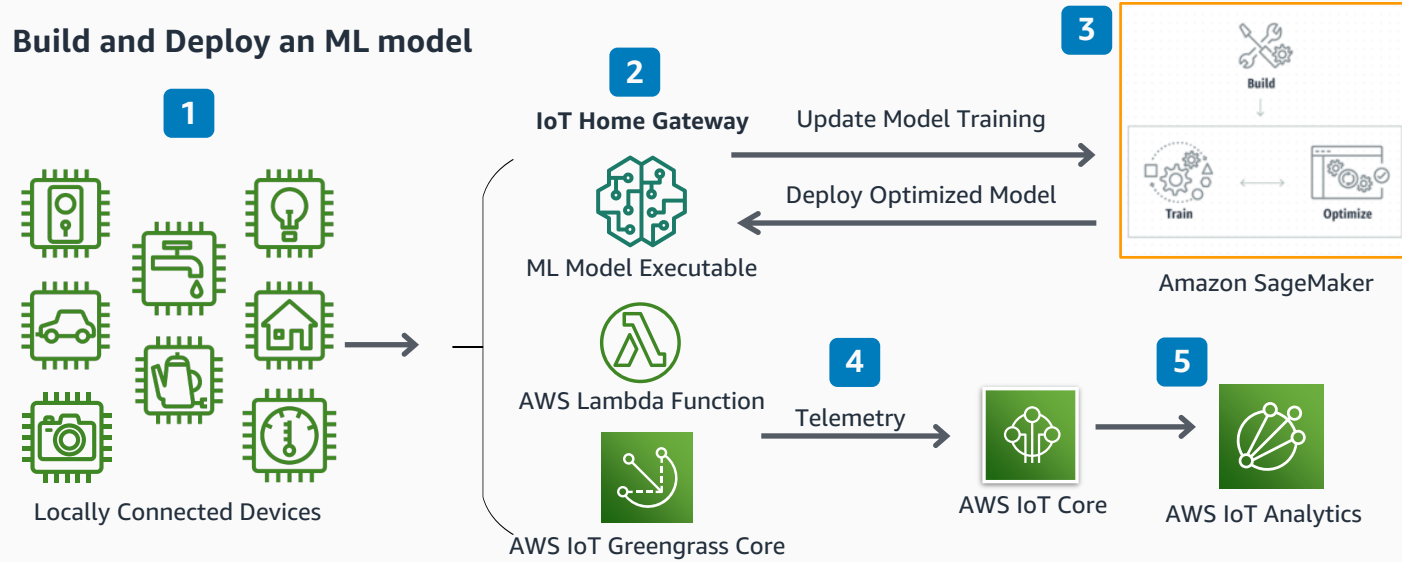 Build and Deploy an ML model
1
Locally Connected Devices
2
IoT Home Gateway
ML Model Executable
AWS Lambda Function
AWS IoT Greengrass Core
Update Model Training
Deploy Optimized Model
3
Build
Train
Optimize
Amazon SageMaker
4
Telemetry
AWS IoT Core
5
AWS IoT Analytics